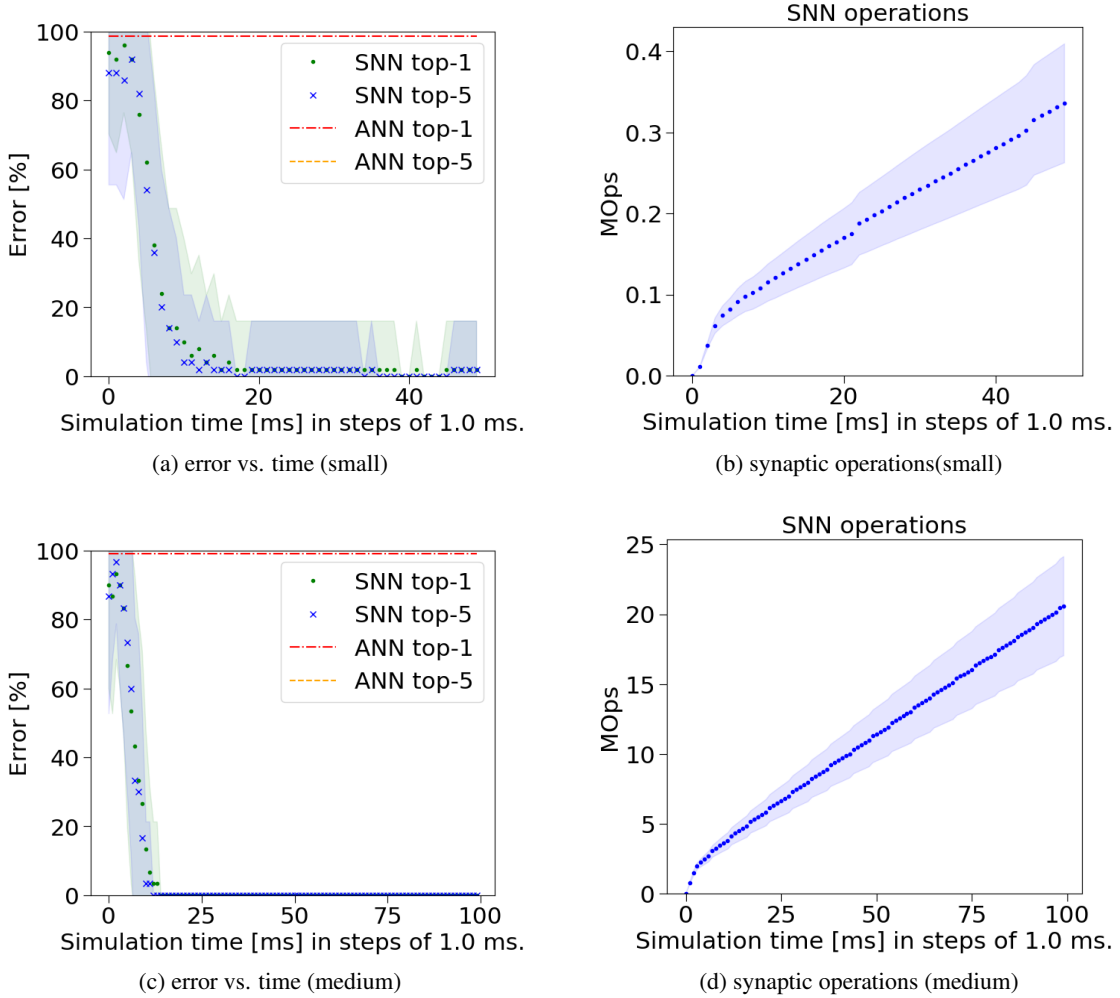 100
80
60
40
20
0
Error [%]
SNN top-1
SNN top-5
ANN top-1
ANN top-5
0 20 40
Simulation time [ms] in steps of 1.0 ms.
(a) error vs. time (small)
SNN operations
0.4
0.3
0.2
0.1
0.0
MOps
0 20 40
Simulation time [ms] in steps of 1.0 ms.
(b) synaptic operations(small)
100
80
60
40
20
0
Error [%]
SNN top-1
SNN top-5
ANN top-1
ANN top-5
0 25 50 75 100
Simulation time [ms] in steps of 1.0 ms.
(c) error vs. time (medium)
SNN operations
25
20
15
10
5
0
MOps
0 25 50 75 100
Simulation time [ms] in steps of 1.0 ms.
(d) synaptic operations (medium)